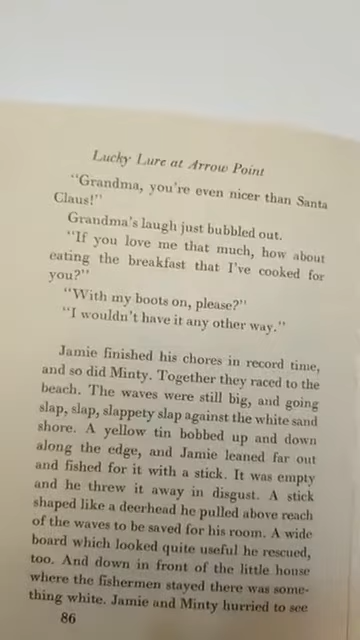 Lucky Lure at Arrow Point
"Grandma, you're even nicer than Santa
Claus!"
Grandma's laugh just bubbled out.
"If you love me that much, how about
eating the breakfast that I've cooked for
you?"
"With my boots on, please?"
"I wouldn't have it any other way."
Jamie finished his chores in record time,
and so did Minty. Together they raced to the
beach. The waves were still big, and going
slap, slap, slappety slap against the white sand
shore. A yellow tin bobbed up and down
along the edge, and Jamie leaned far out
and fished for it with a stick. It was empty
and he threw it away in disgust. A stick
shaped like a deerhead he pulled above reach
of the waves to be saved for his room. A wide
board which looked quite useful he rescued,
too. And down in front of the little house
where the fishermen stayed there was some-
thing white. Jamie and Minty hurried to see
86